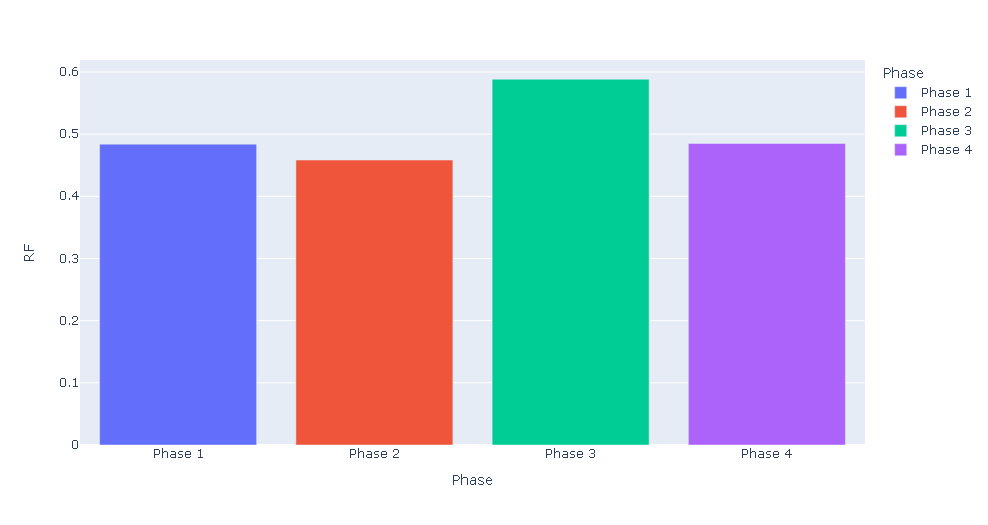 0.6
0.5
0.4
0.3
0.2
0.1
0
RF
Phase 1
Phase 2
Phase 3
Phase 4
Phase
Phase
Phase 1
Phase 2
Phase 3
Phase 4